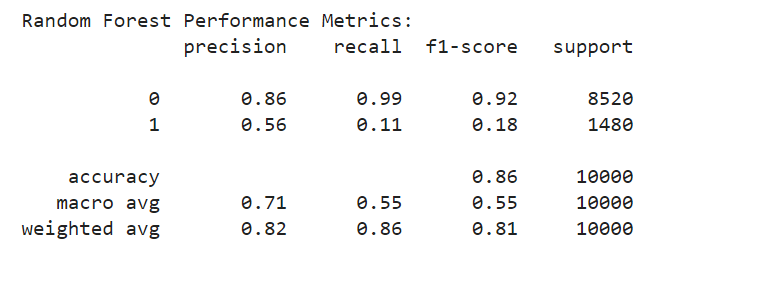 Random Forest Performance Metrics:
precision recall f1-score support
0 0.86 0.99 0.92 8520
1 0.56 0.11 0.18 1480
accuracy 0.86 10000
macro avg 0.71 0.55 0.55 10000
weighted avg 0.82 0.86 0.81 10000